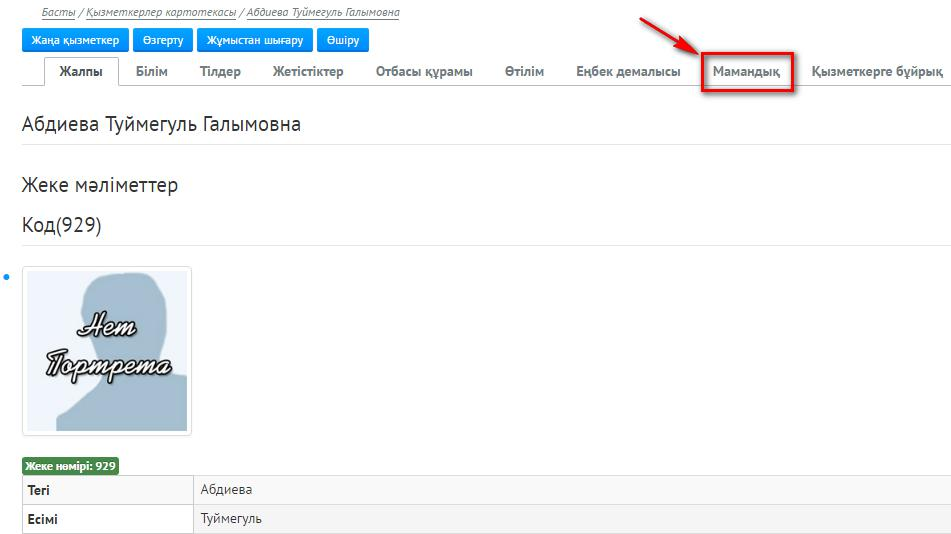 Басты / Қызметкерлер картотекасы / Абдиева Туймегуль Галымовна
Жаңа қызметкер Өзгерту Жұмыстан шығару Өшіру
Жалпы Білім Тілдер Жетістіктер Отбасы құрамы Өтілім Еңбек демалысы Мамандық Қызметкерге бұйрық
Абдиева Туймегуль Галымовна
Жеке мәліметтер
Код(929)
Нет
Портрета
Жеке нөмірі: 929
Тегі Абдиева
Есімі Туймегуль